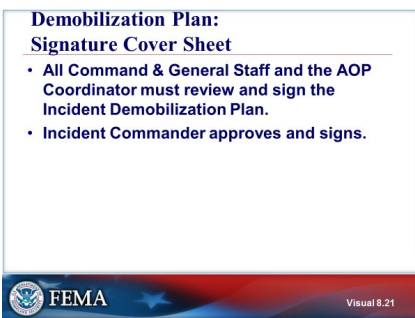 Demobilization Plan:
Signature Cover Sheet
• All Command & General Staff and the AOP
Coordinator must review and sign the
Incident Demobilization Plan.
• Incident Commander approves and signs.
FEMA
Visual 8.21